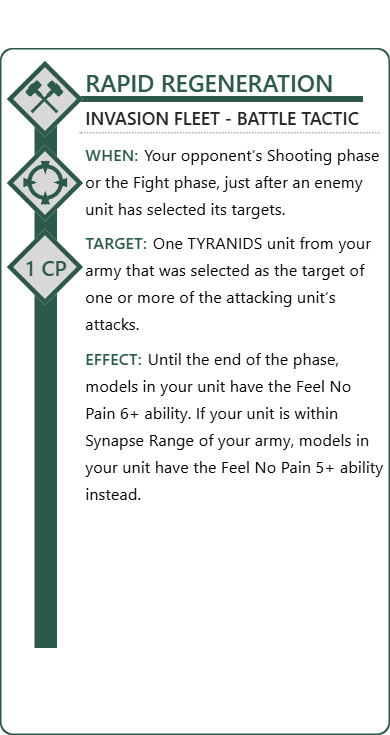 RAPID REGENERATION
INVASION FLEET - BATTLE TACTIC
WHEN: Your opponent's Shooting phase
or the Fight phase, just after an enemy
unit has selected its targets.
TARGET: One TYRANIDS unit from your
army that was selected as the target of
one or more of the attacking unit's
attacks.
1 CP
EFFECT: Until the end of the phase,
models in your unit have the Feel No
Pain 6+ ability. If your unit is within
Synapse Range of your army, models in
your unit have the Feel No Pain 5+ ability
instead.